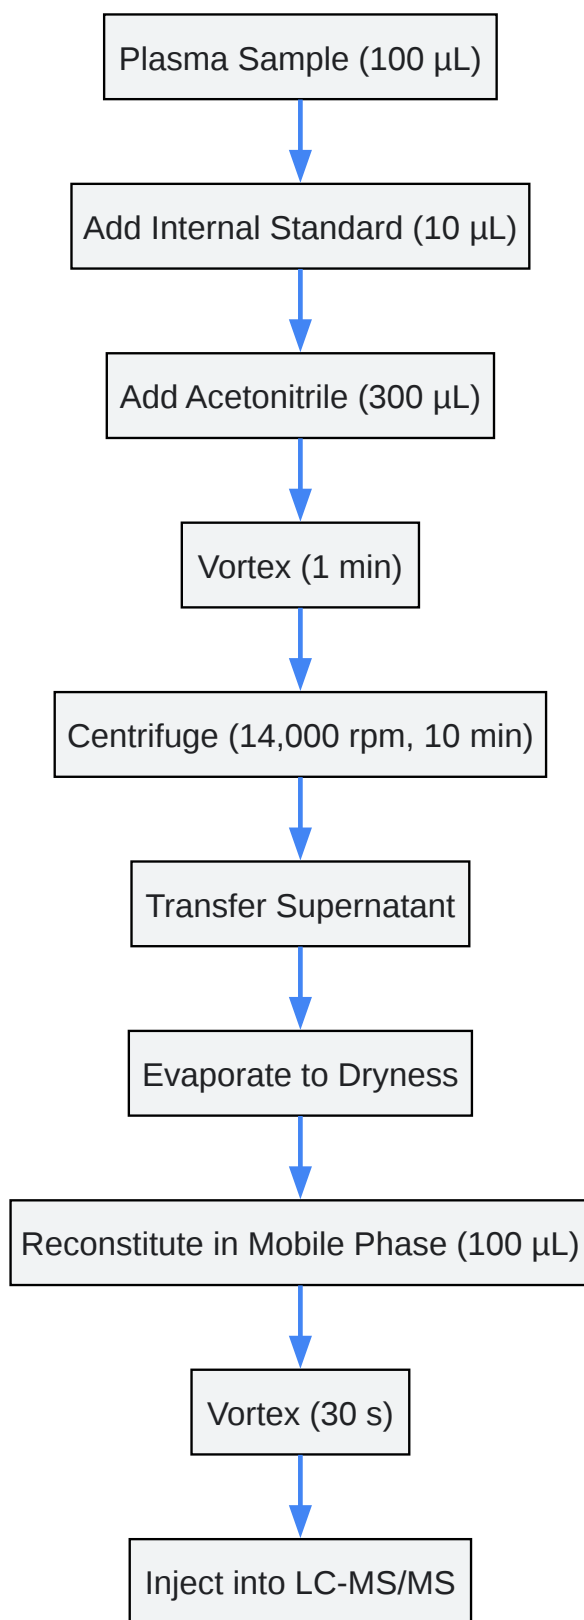 Plasma Sample (100 µL)
Add Internal Standard (10 µL)
Add Acetonitrile (300 µL)
Vortex (1 min)
Centrifuge (14,000 rpm, 10 min)
Transfer Supernatant
Evaporate to Dryness
Reconstitute in Mobile Phase (100 µL)
Vortex (30 s)
Inject into LC-MS/MS